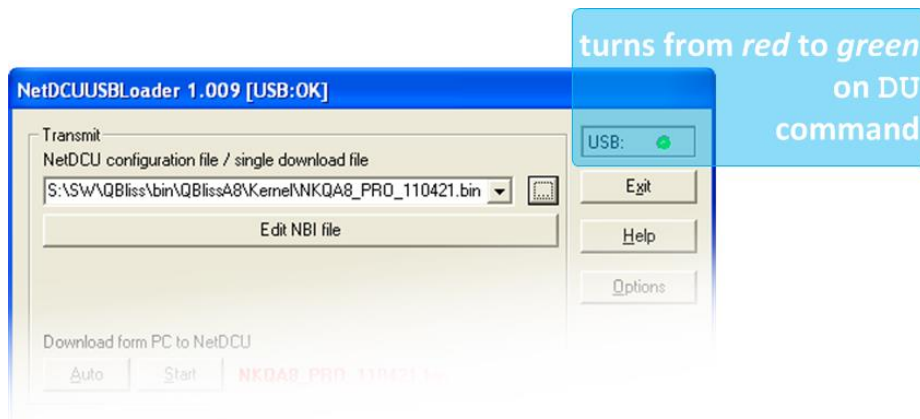 turns from red to green
on DU
command
NetDCUUSBLoader 1.009 [USB:OK]
Transmit
NetDCU configuration file / single download file
USB:
S:\SW\QBliss\bin\QBlissA8\Kernel\NKQA8_PRO_110421.bin
...
Exit
Edit NBI file
Help
Options
Download form PC to NetDCU
Auto
Start
NKQA8_PRO_110421.bin